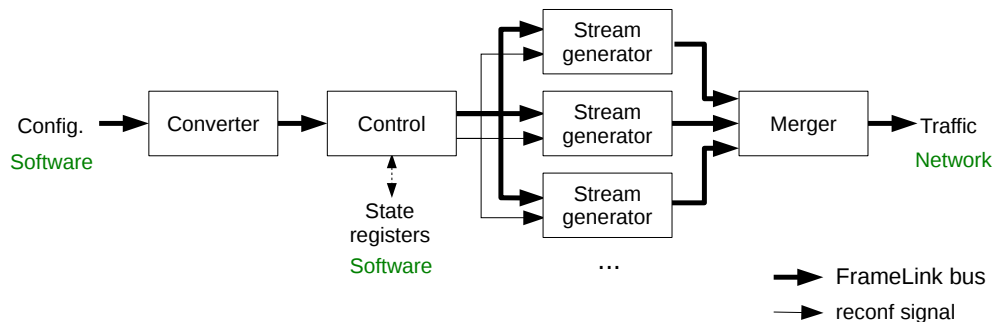 Stream
generator
Config.
Software
Converter
Control
Stream
generator
Merger
Traffic
Network
Stream
generator
State
registers
Software
...
FrameLink bus
reconf signal